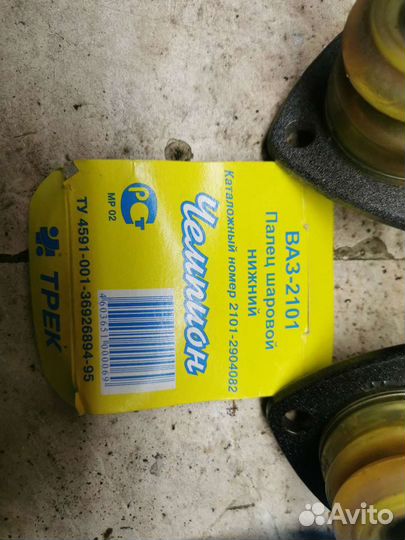 ВАЗ-2101
Палец шаровой
нижний
Каталожный номер 2101-2904082
Чемпион
РСТ
МР 02
4603651000069
ТРЕК
ТУ 4591-001-36926894-95
Avito